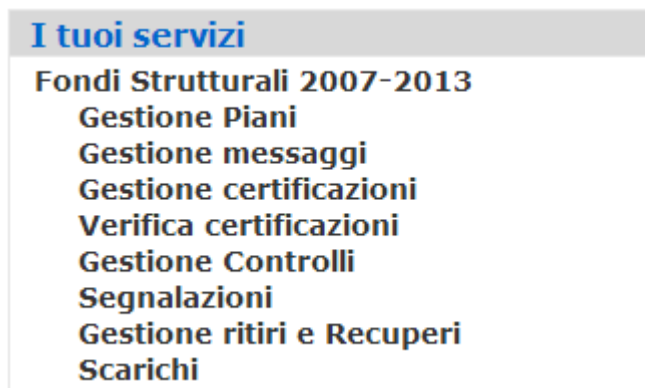 I tuoi servizi
Fondi Strutturali 2007-2013
Gestione Piani
Gestione messaggi
Gestione certificazioni
Verifica certificazioni
Gestione Controlli
Segnalazioni
Gestione ritiri e Recuperi
Scarichi